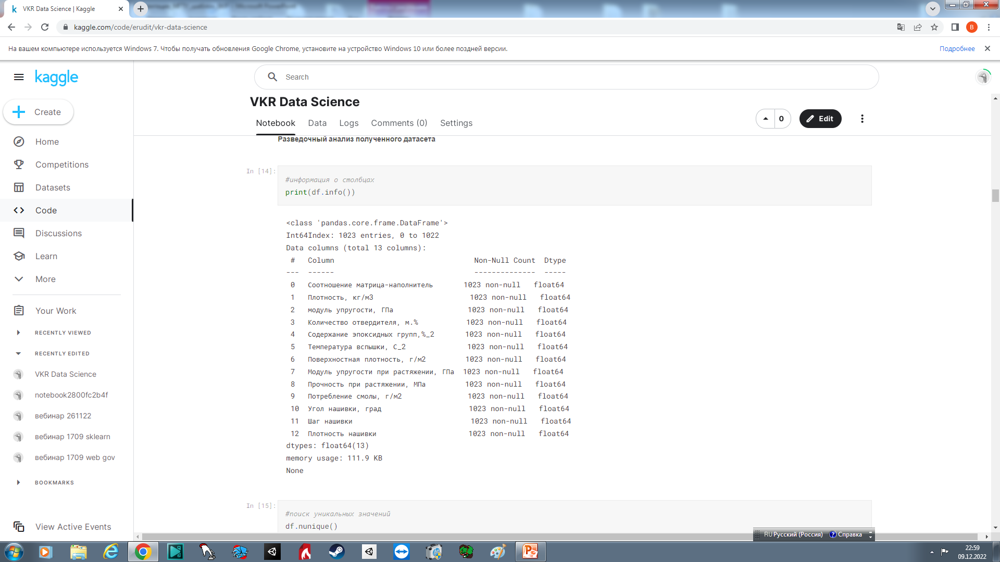 VKR Data Science | Kaggle
kaggle.com/code/erudit/vkr-data-science
B
На вашем компьютере используется Windows 7. Чтобы получать обновления Google Chrome, установите на устройство Windows 10 или более поздней версии.
Подробнее
kaggle
Search
Create
Home
Competitions
Datasets
Code
Discussions
Learn
More
Your Work
RECENTLY VIEWED
RECENTLY EDITED
VKR Data Science
notebook2800fc2b4f
вебинар 261122
вебинар 1709 sklearn
вебинар 1709 web gov
BOOKMARKS
View Active Events
VKR Data Science
Notebook Data Logs Comments (0) Settings
0 Edit
Разведочный анализ полученного датасета
In [14]:
#информация о столбцах
print(df.info())
<class 'pandas.core.frame.DataFrame'>
Int64Index: 1023 entries, 0 to 1022
Data columns (total 13 columns):
# Column Non-Null Count Dtype
--- ------ -------------- -----
0 Соотношение матрица-наполнитель 1023 non-null float64
1 Плотность, кг/м3 1023 non-null float64
2 модуль упругости, ГПа 1023 non-null float64
3 Количество отвердителя, м.% 1023 non-null float64
4 Содержание эпоксидных групп,%_2 1023 non-null float64
5 Температура вспышки, С_2 1023 non-null float64
6 Поверхностная плотность, г/м2 1023 non-null float64
7 Модуль упругости при растяжении, ГПа 1023 non-null float64
8 Прочность при растяжении, МПа 1023 non-null float64
9 Потребление смолы, г/м2 1023 non-null float64
10 Угол нашивки, град 1023 non-null float64
11 Шаг нашивки 1023 non-null float64
12 Плотность нашивки 1023 non-null float64
dtypes: float64(13)
memory usage: 111.9 KB
None
In [15]:
#поиск уникальных значений
df.nunique()
RU Русский (Россия) Справка
22:59
09.12.2022